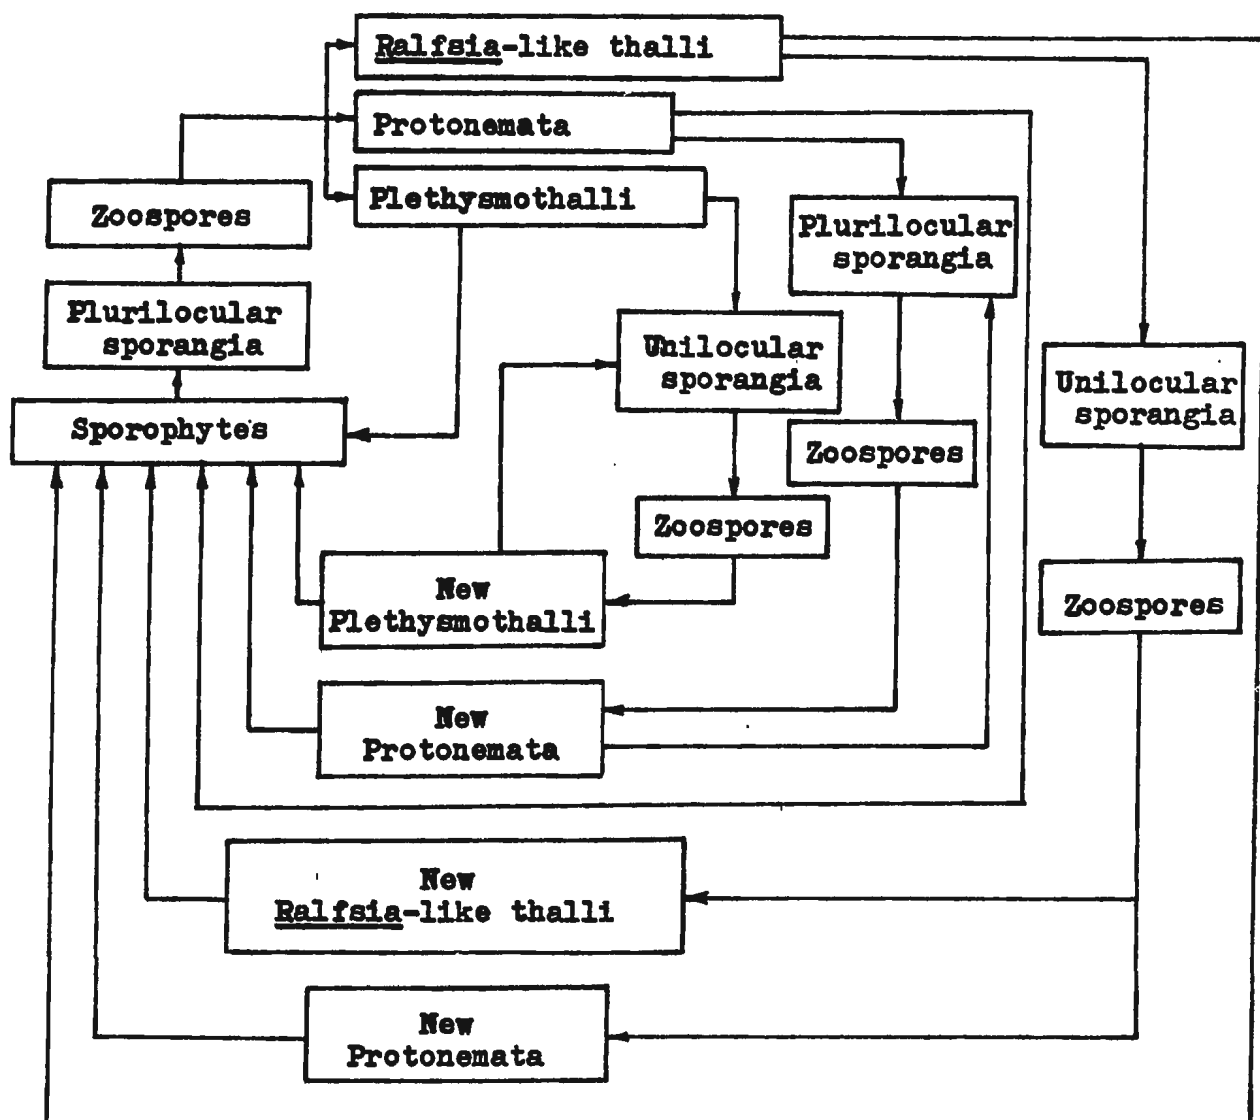 Ralfsia-like thalli
Protonemata
Plethysmothalli
Zoospores
Plurilocular
sporangia
Plurilocular
sporangia
Unilocular
sporangia
Unilocular
sporangia
Sporophytes
Zoospores
Zoospores
New
Plethysmothalli
Zoospores
New
Protonemata
New
Ralfsia-like thalli
New
Protonemata